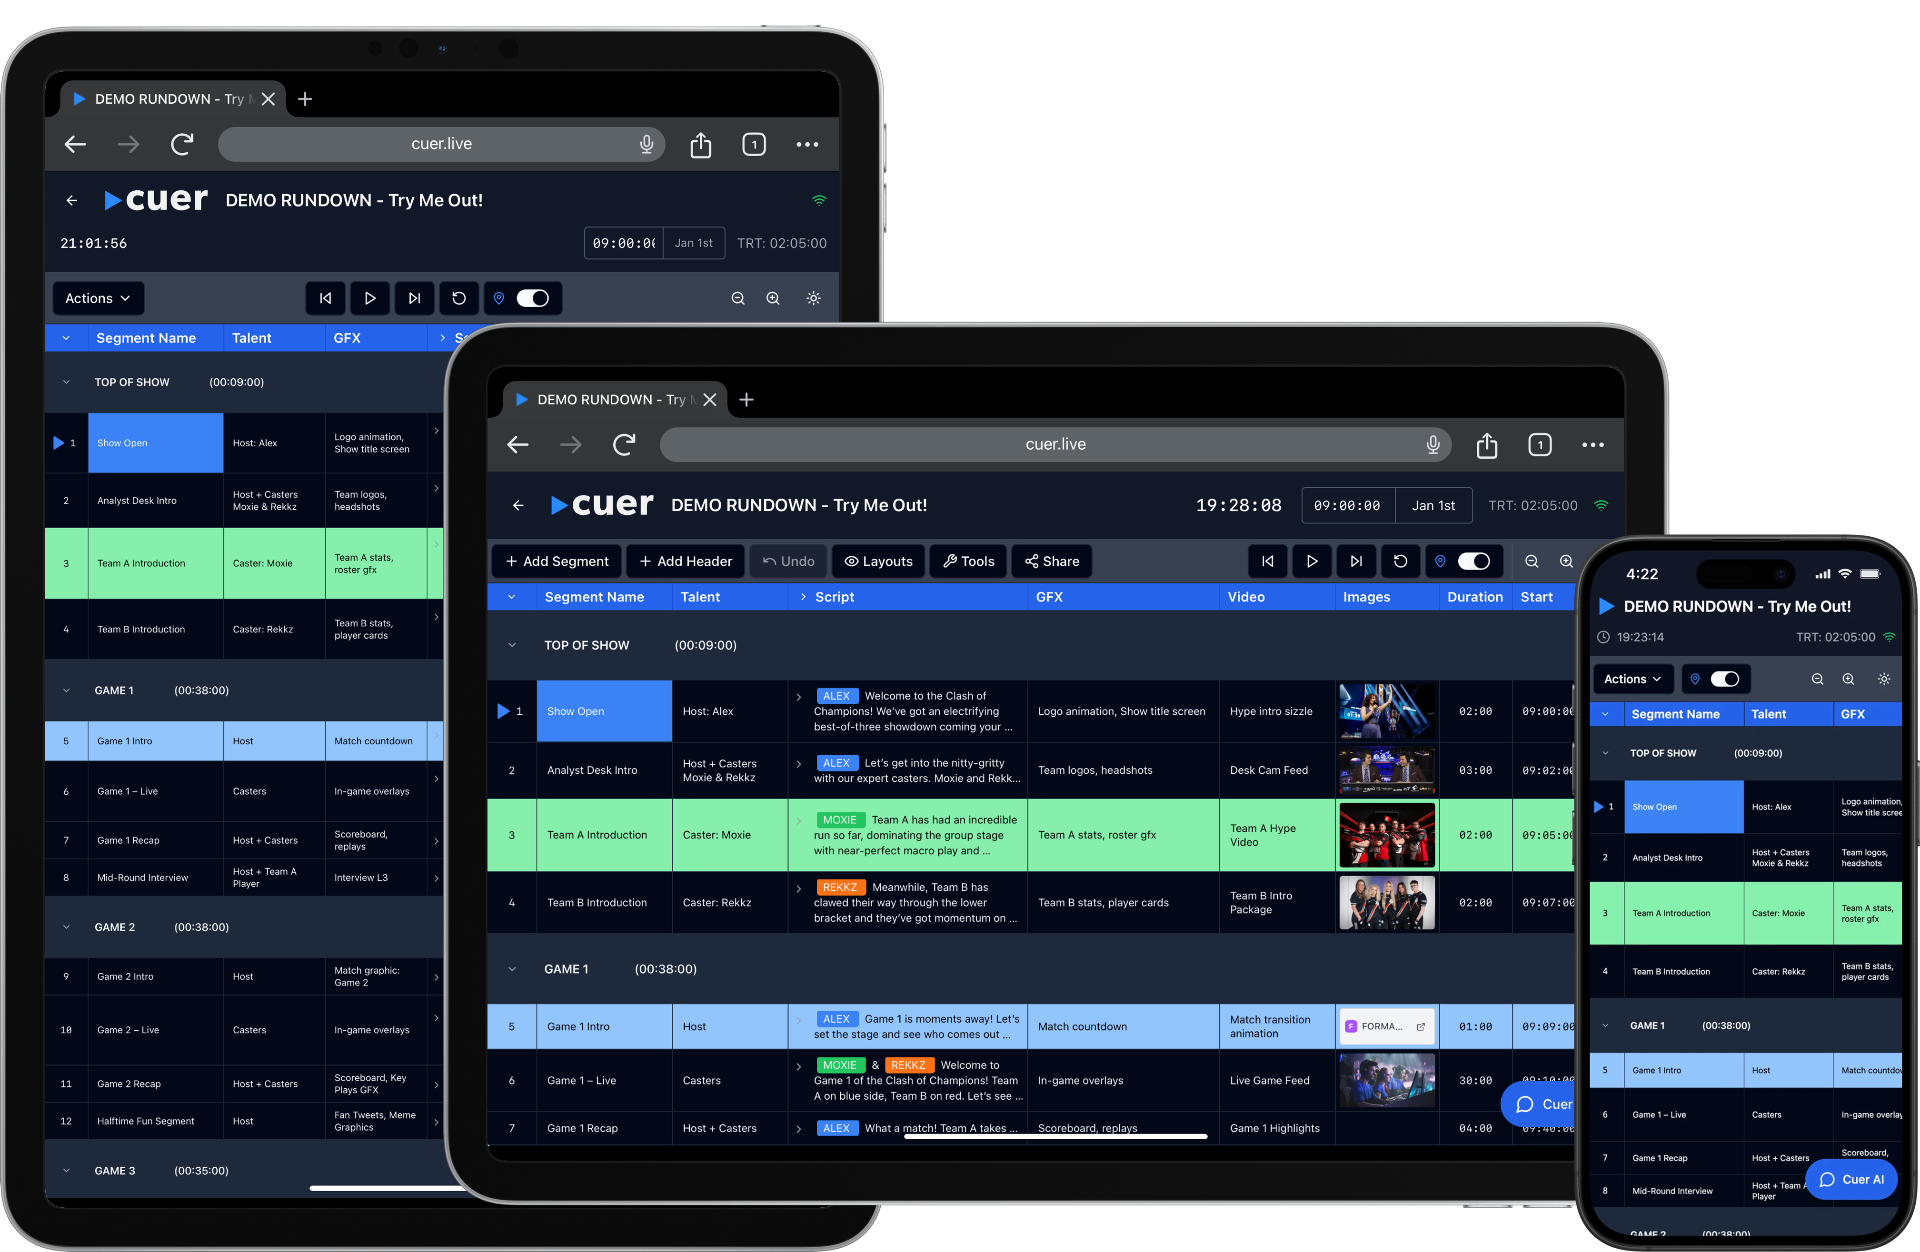 DEMO RUNDOWN - Try
cuer.live
1
cuer DEMO RUNDOWN - Try Me Out!
21:01:56
09:00:0
Jan 1st
TRT: 02:05:00
Actions
Segment Name Talent GFX
TOP OF SHOW (00:09:00)
1 Show Open Host: Alex Logo animation,
Show title screen
2 Analyst Desk Intro Host + Casters
Moxie & Rekkz
Team logos,
headshots
3 Team A Introduction Caster: Moxie Team A stats,
roster gfx
4 Team B Introduction Caster: Rekkz Team B stats,
player cards
GAME 1 (00:38:00)
5 Game 1 Intro Host Match countdown
6 Game 1 – Live Casters In-game overlays
7 Game 1 Recap Host + Casters Scoreboard,
replays
8 Mid-Round Interview Host + Team A
Player
Interview L3
GAME 2 (00:38:00)
9 Game 2 Intro Host Match graphic:
Game 2
10 Game 2 – Live Casters In-game overlays
11 Game 2 Recap Host + Casters Scoreboard, Key
Plays GFX
12 Halftime Fun Segment Host Fan Tweets, Meme
Graphics
GAME 3 (00:35:00)
DEMO RUNDOWN - Try
cuer.live
1
cuer DEMO RUNDOWN - Try Me Out!
19:28:08
09:00:00
Jan 1st
TRT: 02:05:00
+ Add Segment + Add Header Undo Layouts Tools Share
Segment Name Talent Script GFX Video Images Duration Start
TOP OF SHOW (00:09:00)
1 Show Open Host: Alex
ALEX Welcome to the Clash of
Champions! We've got an electrifying
best-of-three showdown coming your ...
Logo animation, Show title screen Hype intro sizzle 02:00 09:00:00
2 Analyst Desk Intro Host + Casters
Moxie & Rekkz
ALEX Let's get into the nitty-gritty
with our expert casters. Moxie and Rekk...
Team logos, headshots Desk Cam Feed 03:00 09:02:00
3 Team A Introduction Caster: Moxie
MOXIE Team A has had an incredible
run so far, dominating the group stage
with near-perfect macro play and ...
Team A stats, roster gfx Team A Hype
Video
02:00 09:05:00
4 Team B Introduction Caster: Rekkz
REKKZ Meanwhile, Team B has
clawed their way through the lower
bracket and they've got momentum on ...
Team B stats, player cards Team B Intro
Package
02:00 09:07:00
GAME 1 (00:38:00)
5 Game 1 Intro Host
ALEX Game 1 is moments away! Let's
set the stage and see who comes out ...
Match countdown Match transition
animation
F FORMA...
01:00 09:09:00
6 Game 1 – Live Casters
MOXIE & REKKZ Welcome to
Game 1 of the Clash of Champions! Team
A on blue side, Team B on red. Let's see ...
In-game overlays Live Game Feed 30:00 09:10:00
7 Game 1 Recap Host + Casters
ALEX What a match! Team A takes ...
Scoreboard, replays Game 1 Highlights 04:00 09:40:00
Cuer
4:22
DEMO RUNDOWN - Try Me Out!
19:23:14
TRT: 02:05:00
Actions
Segment Name Talent GFX
TOP OF SHOW (00:09:00)
1 Show Open Host: Alex Logo animation,
Show title scree
2 Analyst Desk Intro Host + Casters
Moxie & Rekkz
Team logos,
headshots
3 Team A Introduction Caster: Moxie Team A stats,
roster gfx
4 Team B Introduction Caster: Rekkz Team B stats,
player cards
GAME 1 (00:38:00)
5 Game 1 Intro Host Match countdow
6 Game 1 – Live Casters In-game overlay
7 Game 1 Recap Host + Casters Scoreboard,
8 Mid-Round Interview Host + Team A
Player
Cuer AI
GAME 2 (00:38:00)